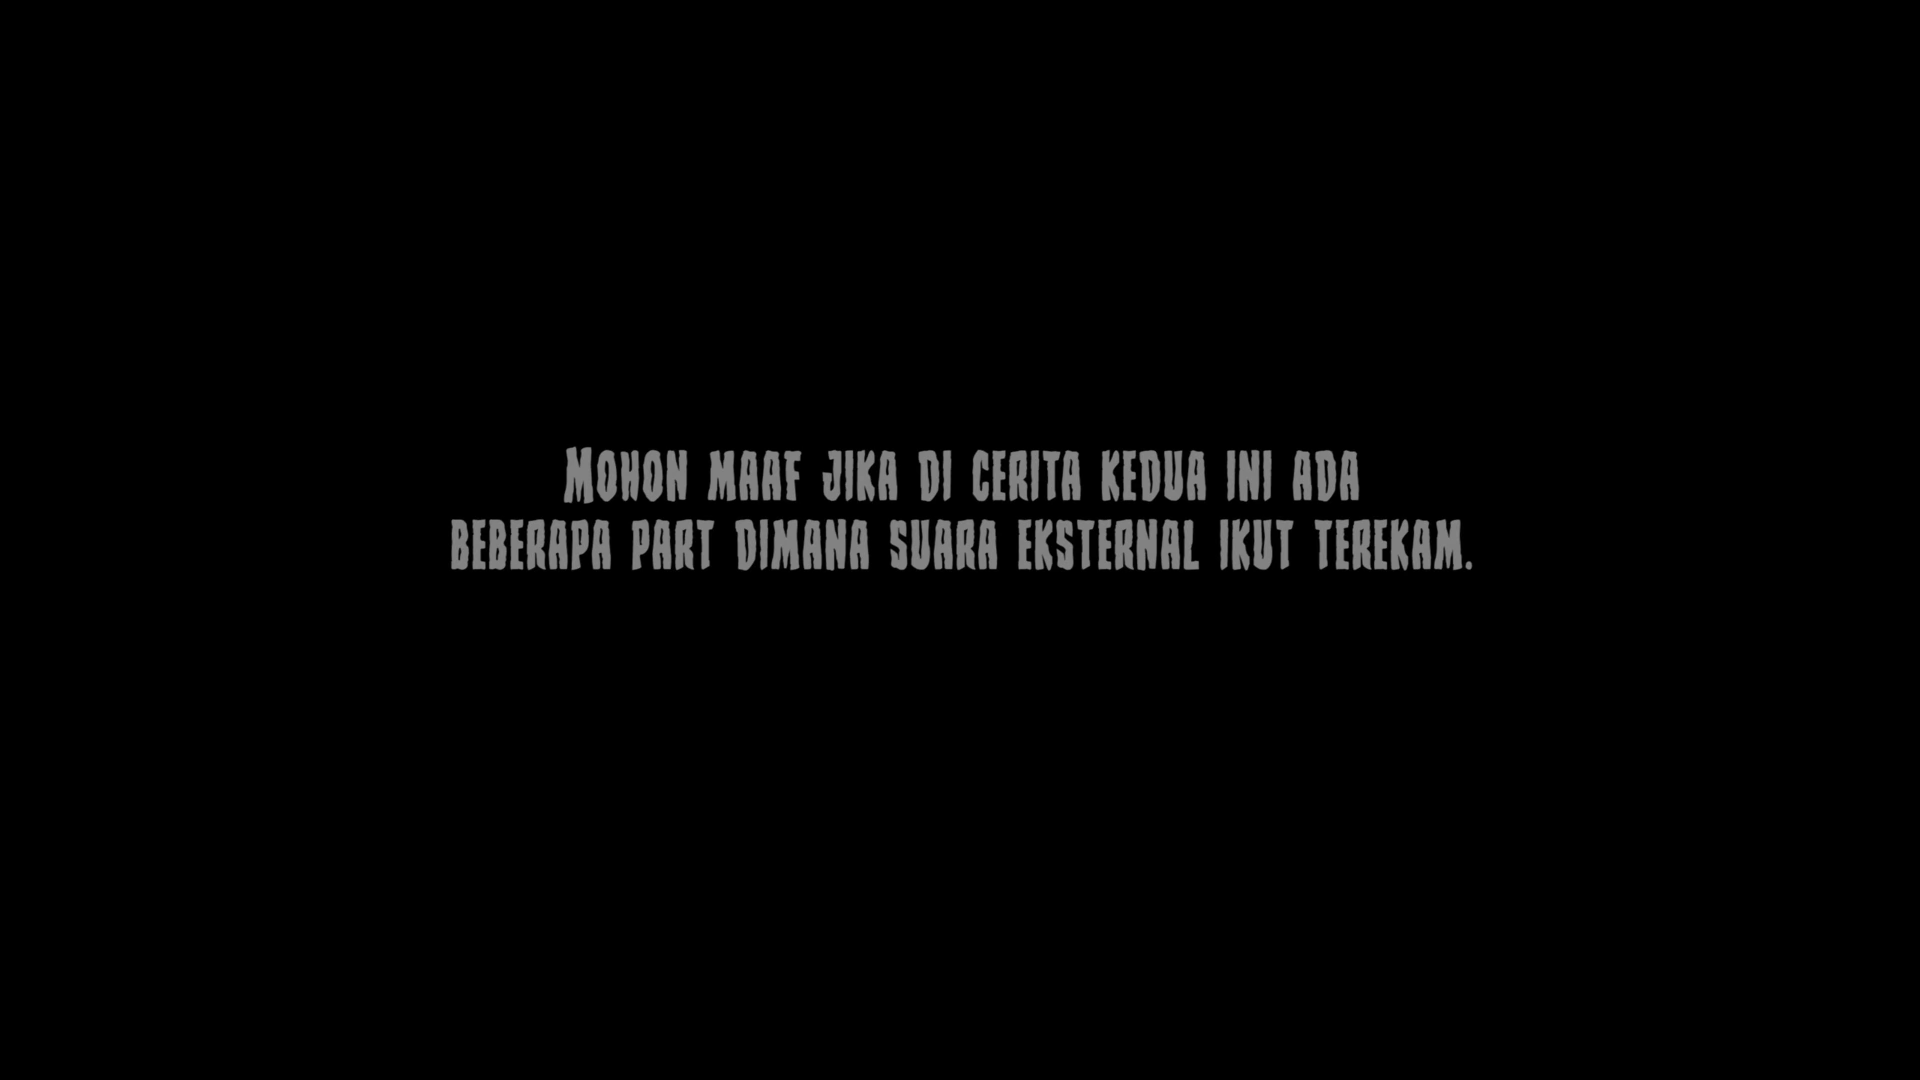 Mohon maaf jika di cerita kedua ini ada
beberapa part dimana suara eksternal ikut terekam.